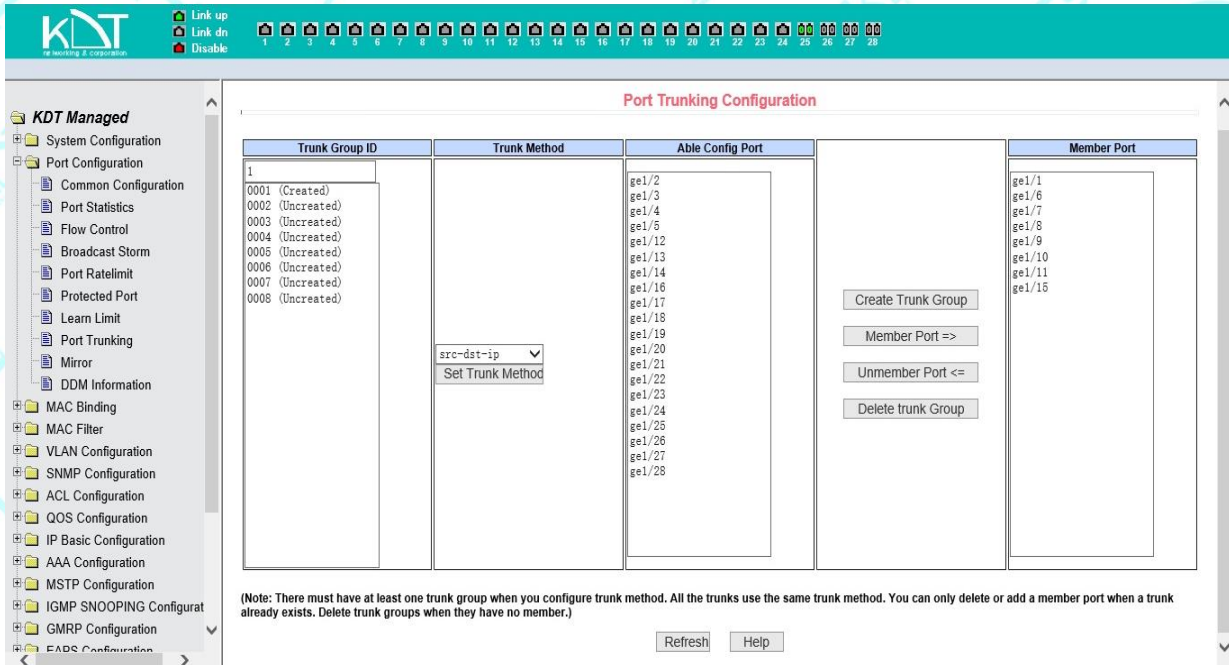 KDT
networking & corporation
Link up
Link dn
Disable
1 2 3 4 5 6 7 8 9 10 11 12 13 14 15 16 17 18 19 20 21 22 23 24 25 26 27 28
KDT Managed
System Configuration
Port Configuration
Common Configuration
Port Statistics
Flow Control
Broadcast Storm
Port Ratelimit
Protected Port
Learn Limit
Port Trunking
Mirror
DDM Information
MAC Binding
MAC Filter
VLAN Configuration
SNMP Configuration
ACL Configuration
QOS Configuration
IP Basic Configuration
AAA Configuration
MSTP Configuration
IGMP SNOOPING Configurat
GMRP Configuration
EAPS Configuration
Port Trunking Configuration
Trunk Group ID
1
0001 (Created)
0002 (Uncreated)
0003 (Uncreated)
0004 (Uncreated)
0005 (Uncreated)
0006 (Uncreated)
0007 (Uncreated)
0008 (Uncreated)
Trunk Method
src-dst-ip
Set Trunk Method
Able Config Port
ge1/2
ge1/3
ge1/4
ge1/5
ge1/12
ge1/13
ge1/14
ge1/16
ge1/17
ge1/18
ge1/19
ge1/20
ge1/21
ge1/22
ge1/23
ge1/24
ge1/25
ge1/26
ge1/27
ge1/28
Create Trunk Group
Member Port =>
Unmember Port <=
Delete trunk Group
Member Port
ge1/1
ge1/6
ge1/7
ge1/8
ge1/9
ge1/10
ge1/11
ge1/15
(Note: There must have at least one trunk group when you configure trunk method. All the trunks use the same trunk method. You can only delete or add a member port when a trunk
already exists. Delete trunk groups when they have no member.)
Refresh
Help